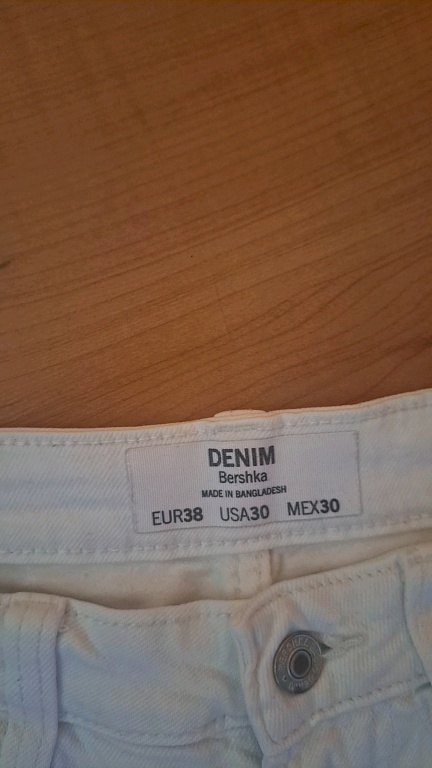 DENIM
Bershka
MADE IN BANGLADESH
EUR38 USA30 MEX30